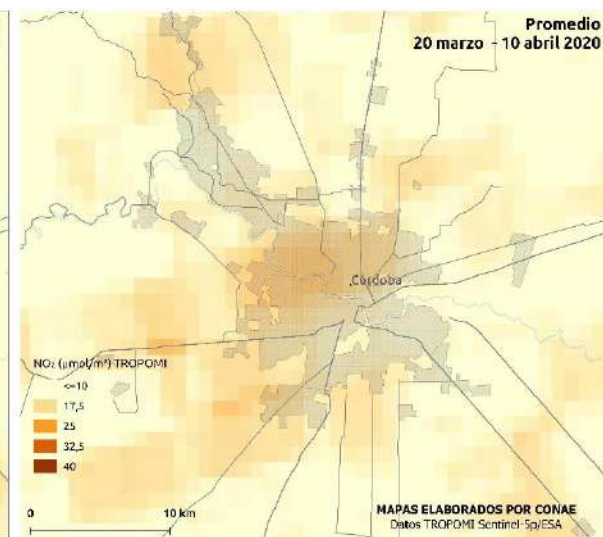 Promedio
20 marzo - 10 abril 2020
Córdoba
NO₂ (μmol/m²) TROPOMI
<=10
17,5
25
32,5
40
0 10 km
MAPAS ELABORADOS POR CONAE
Datos TROPOMI Sentinel-5p/ESA